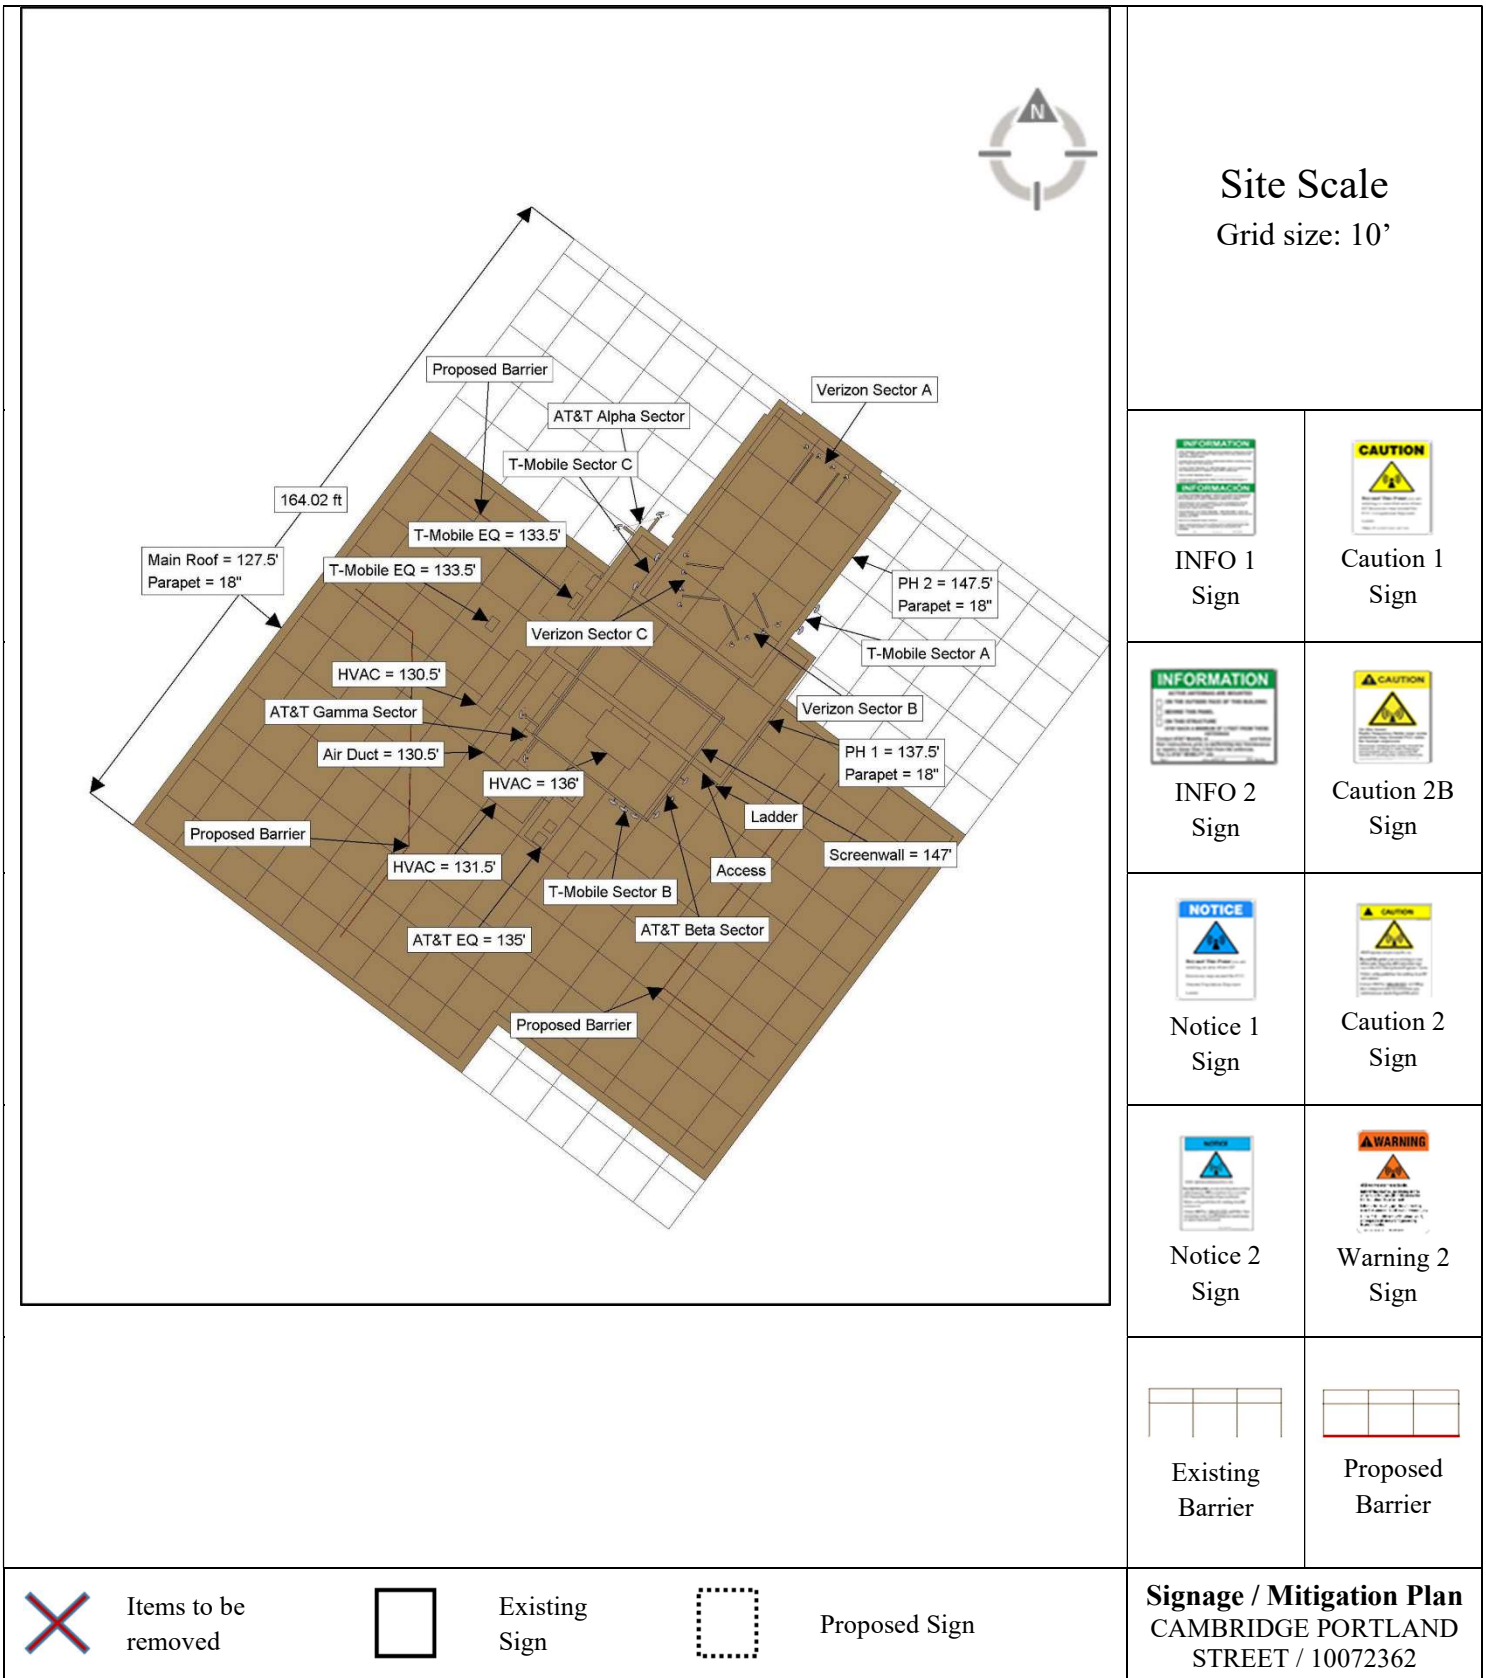 N
Proposed Barrier
Verizon Sector A
AT&T Alpha Sector
T-Mobile Sector C
164.02 ft
T-Mobile EQ = 133.5'
Main Roof = 127.5'
Parapet = 18"
T-Mobile EQ = 133.5'
PH 2 = 147.5'
Parapet = 18"
Verizon Sector C
T-Mobile Sector A
HVAC = 130.5'
AT&T Gamma Sector
Verizon Sector B
Air Duct = 130.5'
PH 1 = 137.5'
Parapet = 18"
HVAC = 136'
Ladder
Proposed Barrier
Screenwall = 147'
HVAC = 131.5'
Access
T-Mobile Sector B
AT&T EQ = 135'
AT&T Beta Sector
Proposed Barrier
Site Scale
Grid size: 10’
INFORMATION
INFORMACION
INFO 1
Sign
CAUTION
Caution 1
Sign
INFORMATION
INFO 2
Sign
CAUTION
Caution 2B
Sign
NOTICE
Notice 1
Sign
CAUTION
Caution 2
Sign
NOTICE
Notice 2
Sign
WARNING
Warning 2
Sign
Existing
Barrier
Proposed
Barrier
Items to be
removed
Existing
Sign
Proposed Sign
Signage / Mitigation Plan
CAMBRIDGE PORTLAND
STREET / 10072362